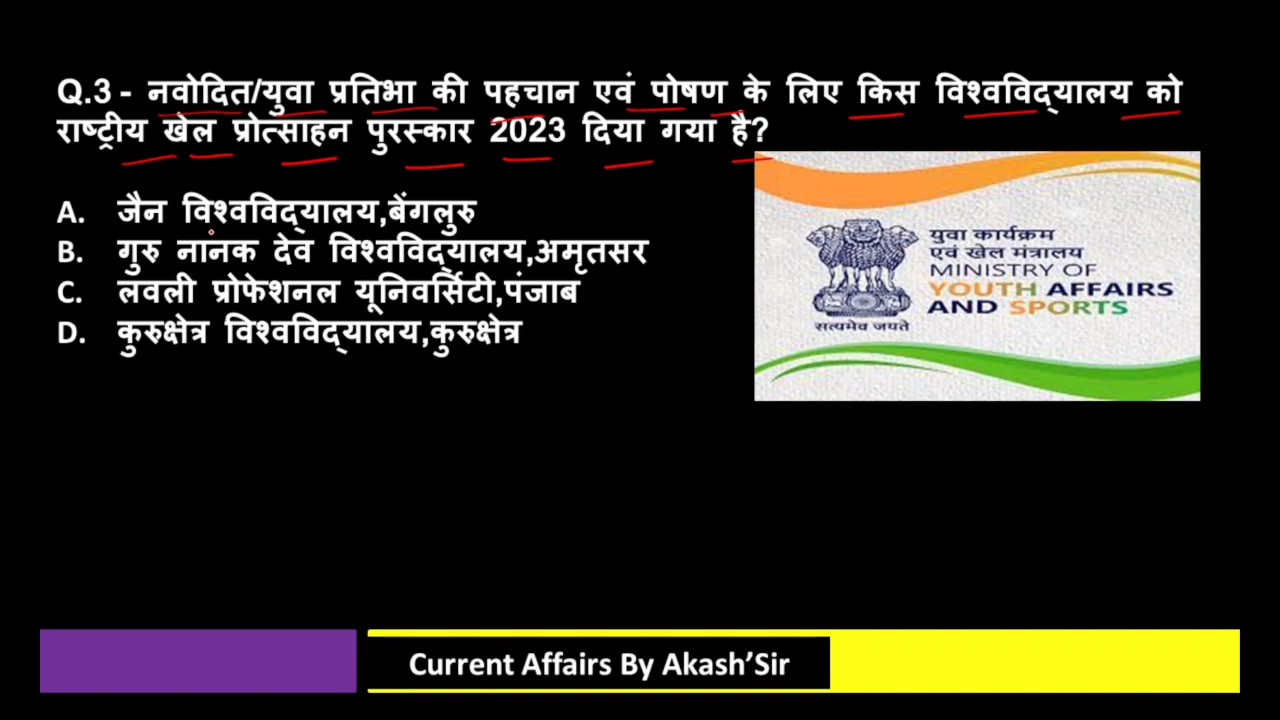 Q.3 - नवोदित/युवा प्रतिभा की पहचान एवं पोषण के लिए किस विश्वविद्यालय को
राष्ट्रीय खेल प्रोत्साहन पुरस्कार 2023 दिया गया है?
A. जैन विश्वविद्यालय,बेंगलुरु
B. गुरु नानक देव विश्वविद्यालय,अमृतसर
C. लवली प्रोफेशनल यूनिवर्सिटी,पंजाब
D. कुरुक्षेत्र विश्वविद्यालय,कुरुक्षेत्र
युवा कार्यक्रम
एवं खेल मंत्रालय
MINISTRY OF
YOUTH AFFAIRS
AND SPORTS
सत्यमेव जयते
Current Affairs By Akash’Sir